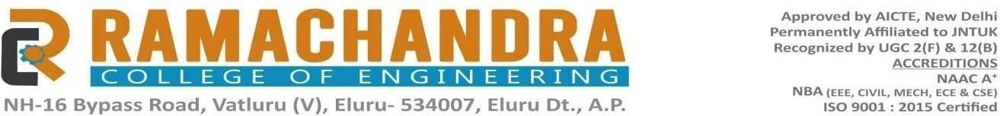 RAMACHANDRA
COLLEGE OF ENGINEERING
NH-16 Bypass Road, Vatluru (V), Eluru- 534007, Eluru Dt., A.P.
Approved by AICTE, New Delhi
Permanently Affiliated to JNTUK
Recognized by UGC 2(F) & 12(B)
ACCREDITIONS
NAAC A⁺
NBA (EEE, CIVIL, MECH, ECE & CSE)
ISO 9001 : 2015 Certified